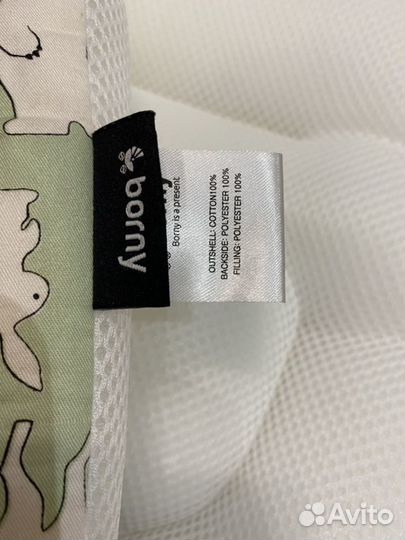 borny
Borny is a present
OUTSHELL: COTTON100%
BACKSIDE: POLYESTER 100%
FILLING: POLYESTER 100%
Avito